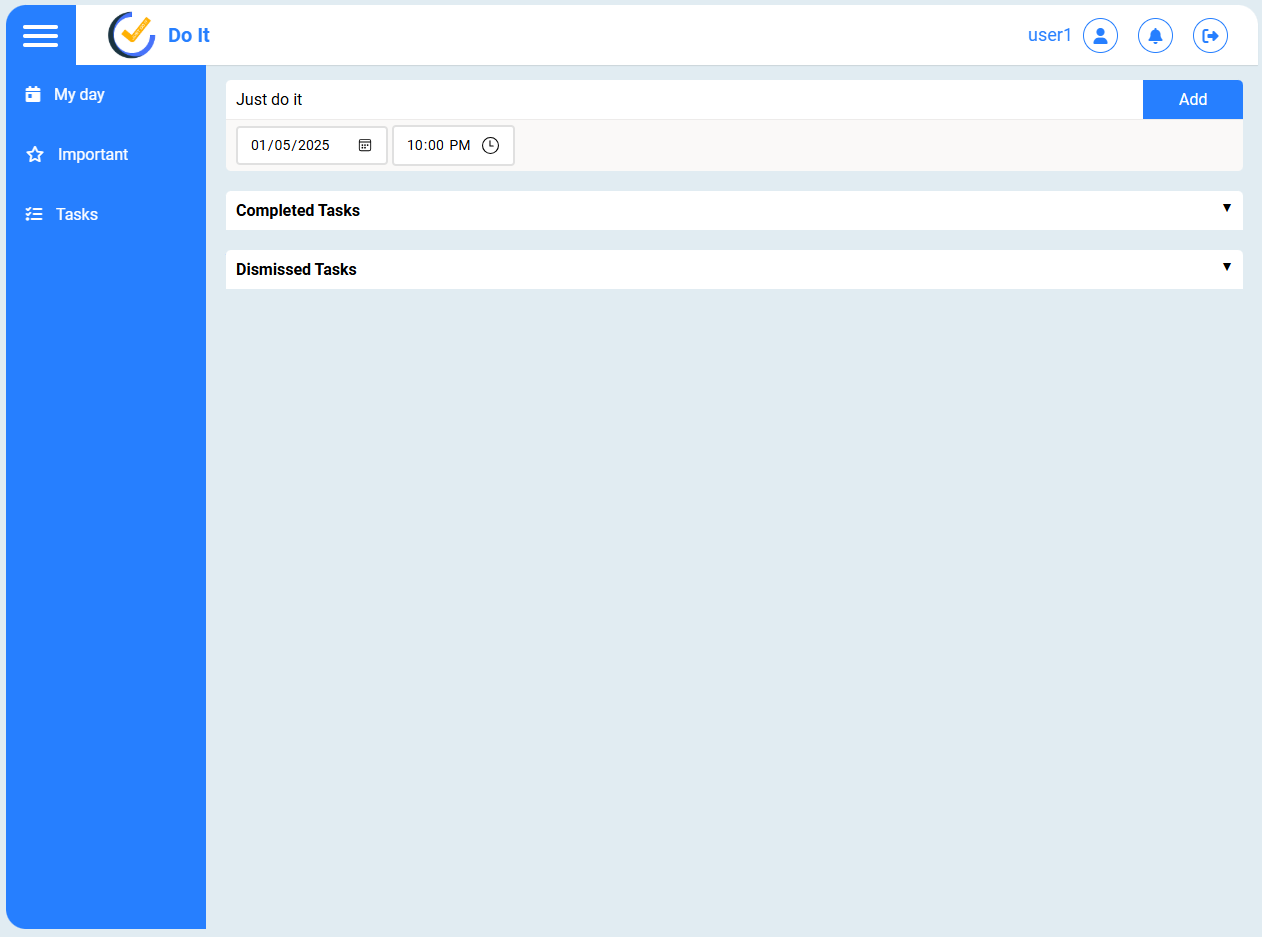 Do It
user1
My day
Important
Tasks
Just do it
Add
01/05/2025
10:00 PM
Completed Tasks ▼
Dismissed Tasks ▼